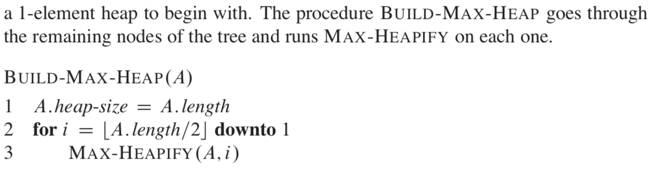 a 1-element heap to begin with. The procedure BUILD-MAX-HEAP goes through
the remaining nodes of the tree and runs MAX-HEAPIFY on each one.
BUILD-MAX-HEAP(A)
1 A.heap-size = A.length
2 for i = ⌊A.length/2⌋ downto 1
3 MAX-HEAPIFY(A, i)